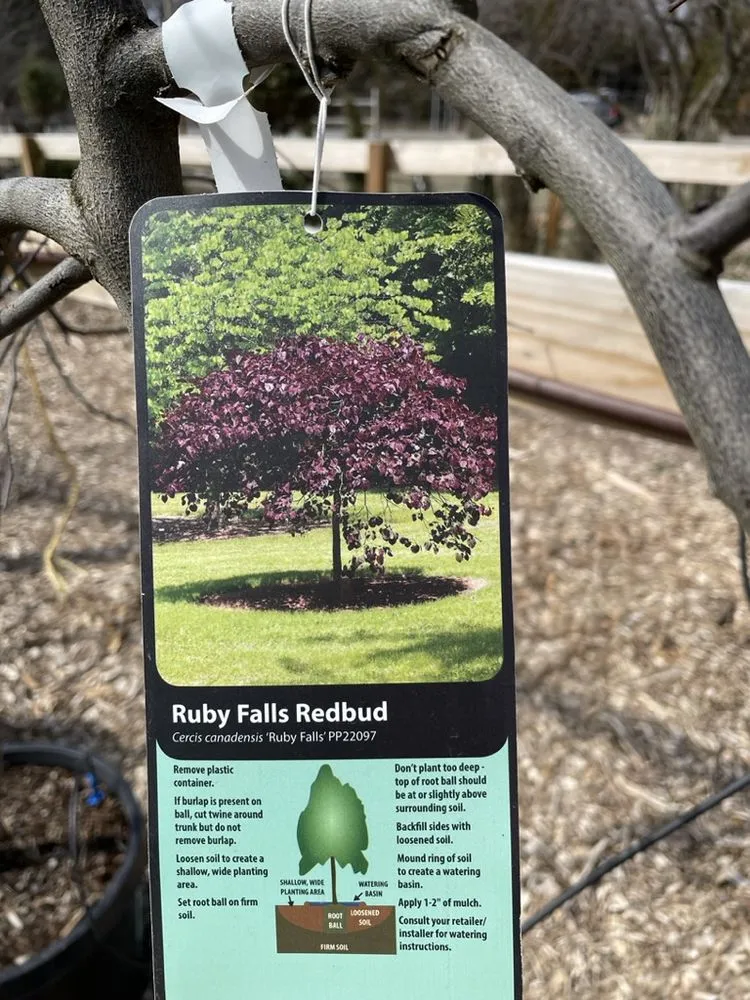 Ruby Falls Redbud
Cercis canadensis 'Ruby Falls' PP22097
Remove plastic
container.
If burlap is present on
ball, cut twine around
trunk but do not
remove burlap.
Loosen soil to create a
shallow, wide planting
area.
Set root ball on firm
soil.
SHALLOW, WIDE
PLANTING AREA
WATERING
BASIN
ROOT
BALL
LOOSENED
SOIL
FIRM SOIL
Don't plant too deep -
top of root ball should
be at or slightly above
surrounding soil.
Backfill sides with
loosened soil.
Mound ring of soil
to create a watering
basin.
Apply 1-2" of mulch.
Consult your retailer/
installer for watering
instructions.